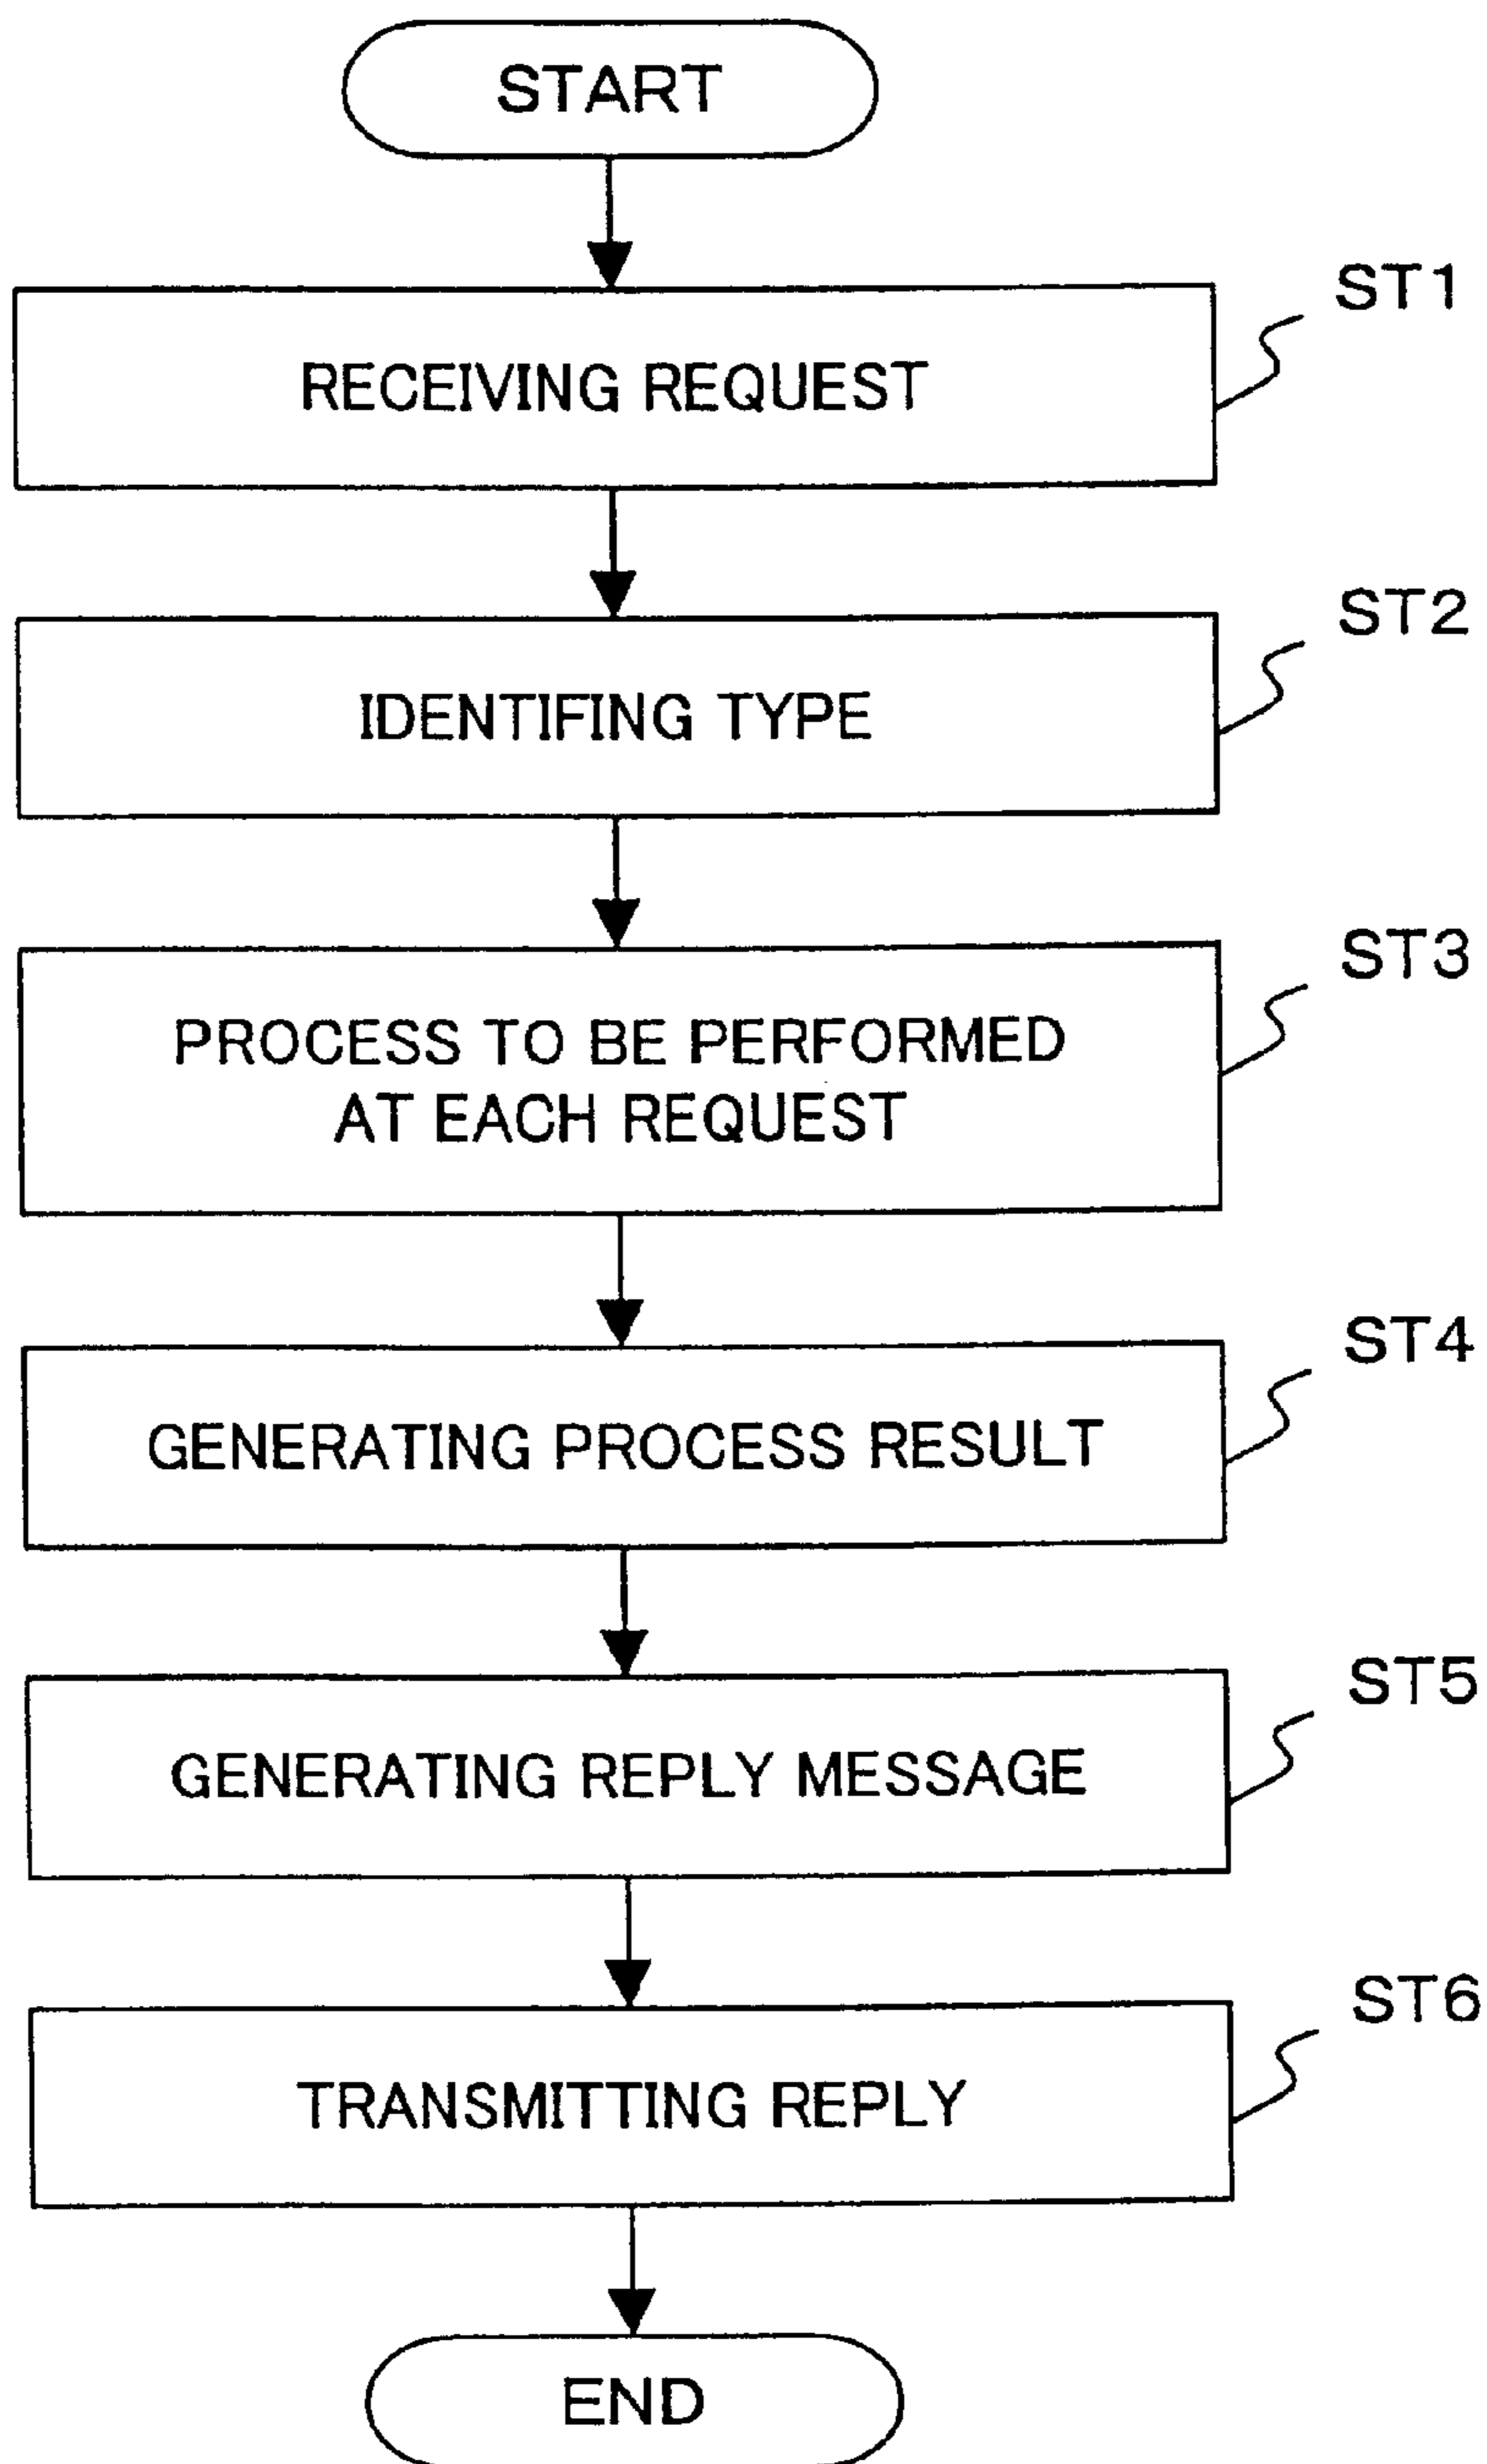 START
ST1
RECEIVING REQUEST
ST2
IDENTIFING TYPE
ST3
PROCESS TO BE PERFORMED
AT EACH REQUEST
ST4
GENERATING PROCESS RESULT
ST5
GENERATING REPLY MESSAGE
ST6
TRANSMITTING REPLY
END